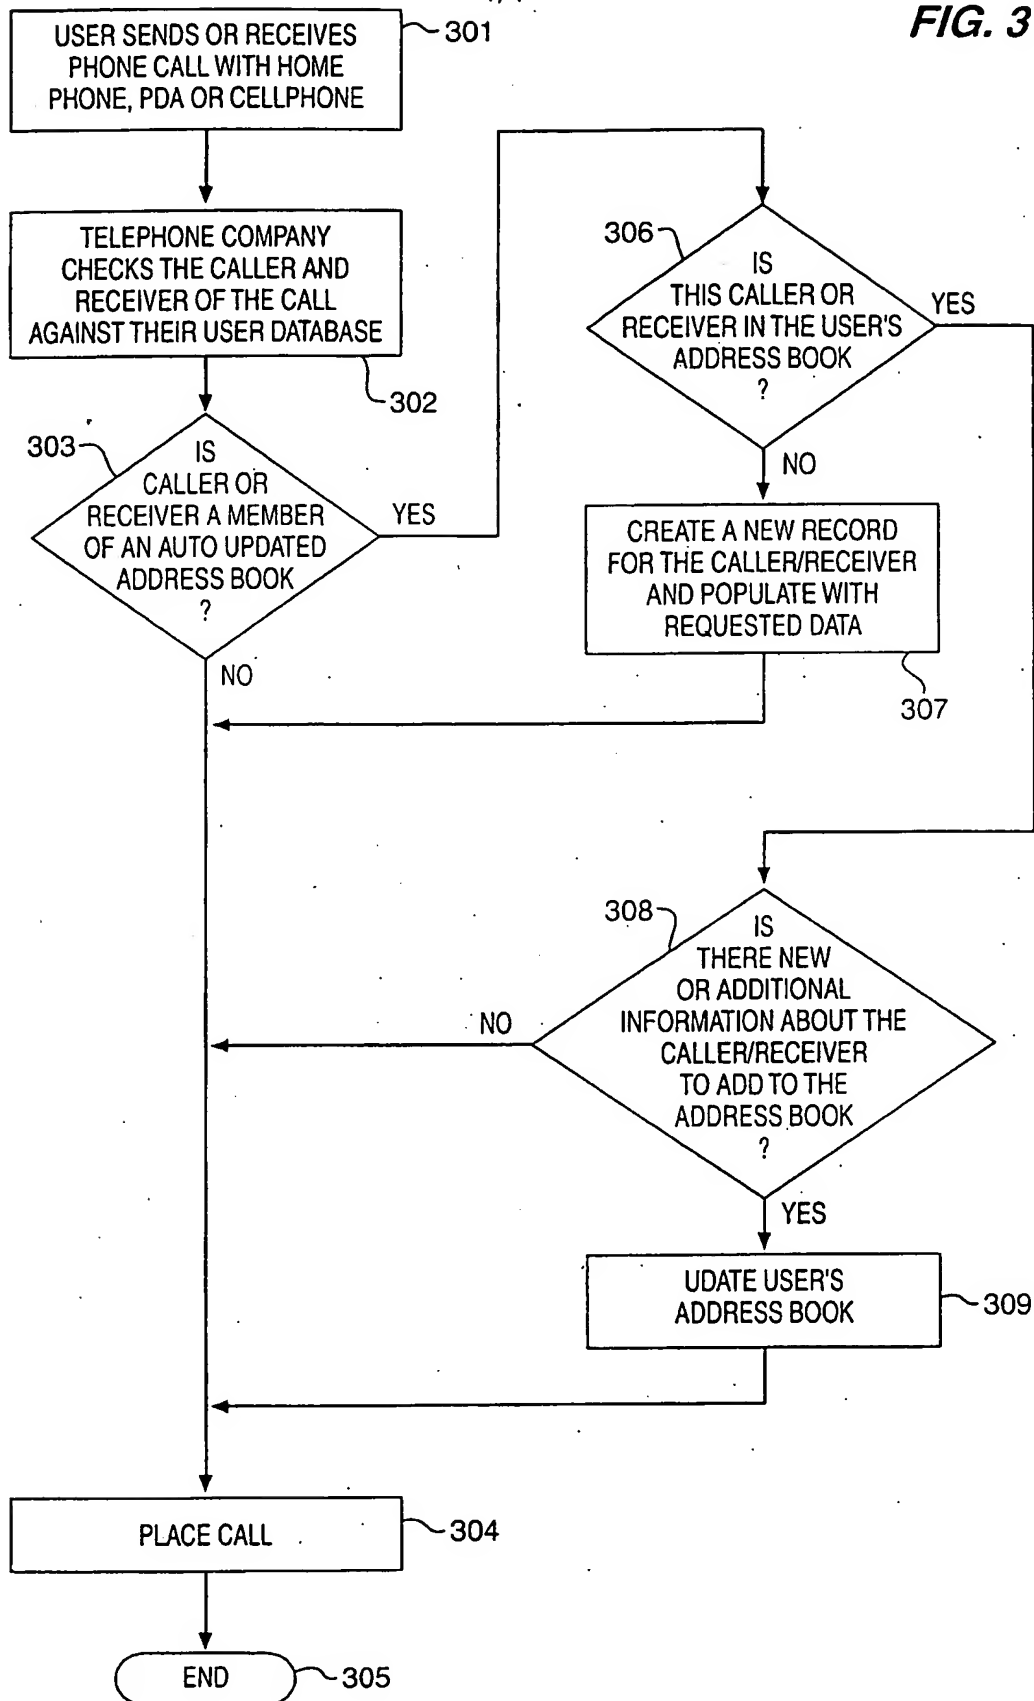 FIG. 3
USER SENDS OR RECEIVES
PHONE CALL WITH HOME
PHONE, PDA OR CELLPHONE
301
TELEPHONE COMPANY
CHECKS THE CALLER AND
RECEIVER OF THE CALL
AGAINST THEIR USER DATABASE
302
303
IS
CALLER OR
RECEIVER A MEMBER
OF AN AUTO UPDATED
ADDRESS BOOK
?
YES
NO
306
IS
THIS CALLER OR
RECEIVER IN THE USER'S
ADDRESS BOOK
?
YES
NO
CREATE A NEW RECORD
FOR THE CALLER/RECEIVER
AND POPULATE WITH
REQUESTED DATA
307
308
IS
THERE NEW
OR ADDITIONAL
INFORMATION ABOUT THE
CALLER/RECEIVER
TO ADD TO THE
ADDRESS BOOK
?
NO
YES
UDATE USER'S
ADDRESS BOOK
309
PLACE CALL
304
END
305